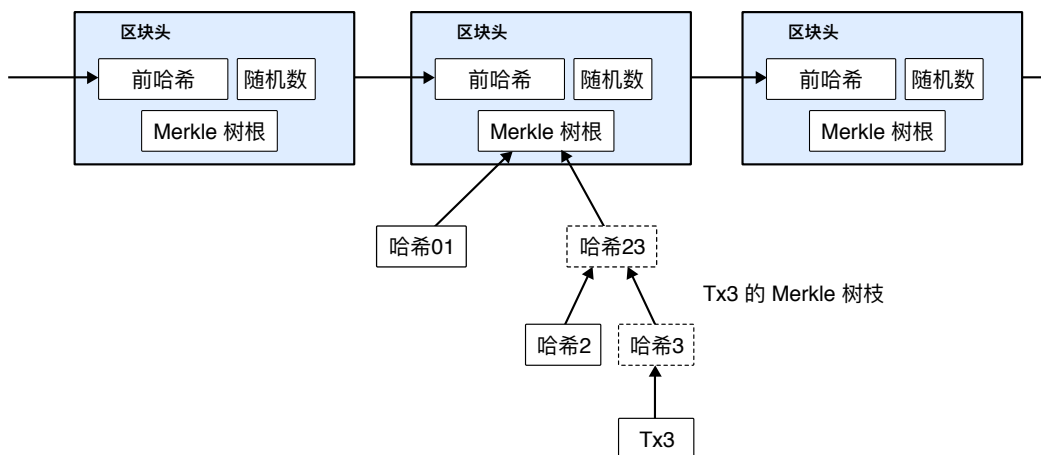 区块头
区块头
区块头
前哈希
随机数
前哈希
随机数
前哈希
随机数
Merkle 树根
Merkle 树根
Merkle 树根
哈希01
哈希23
Tx3 的 Merkle 树枝
哈希2
哈希3
Tx3